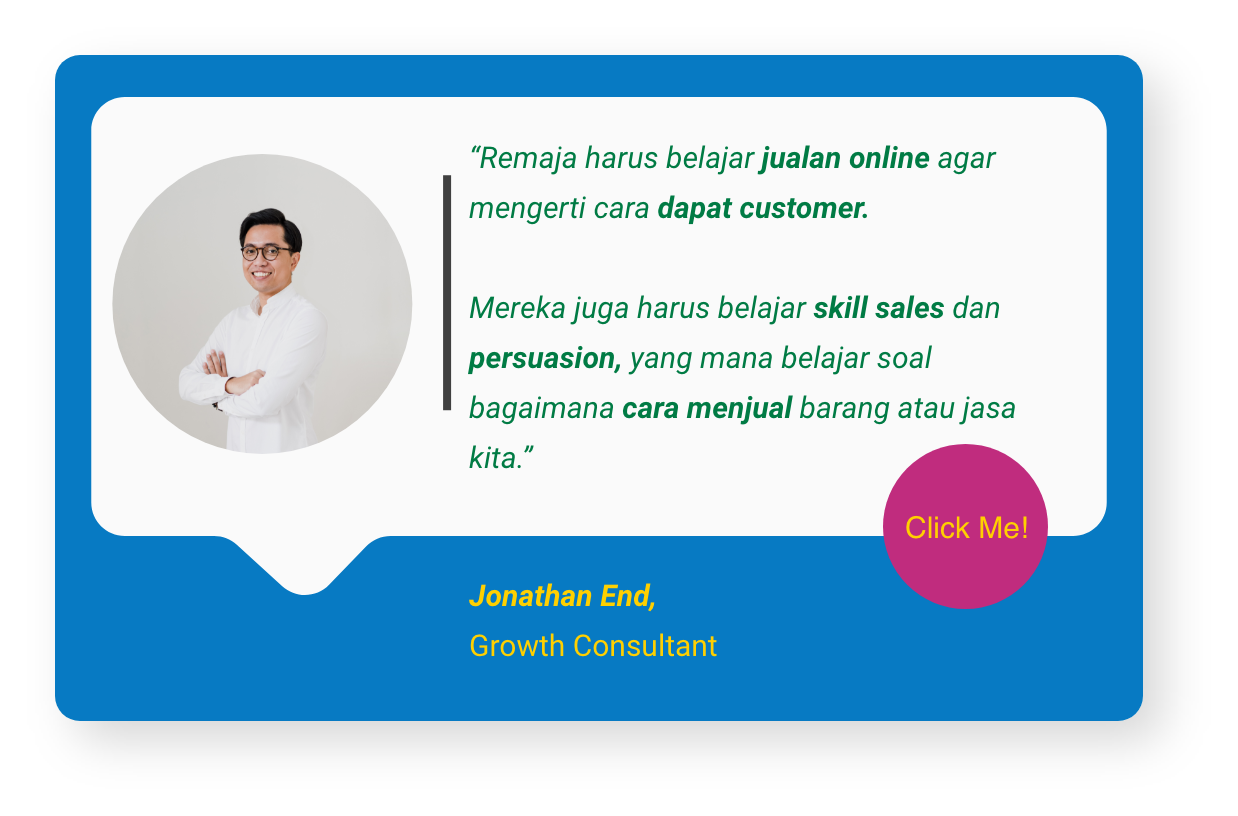 “Remaja harus belajar jualan online agar
mengerti cara dapat customer.
Mereka juga harus belajar skill sales dan
persuasion, yang mana belajar soal
bagaimana cara menjual barang atau jasa
kita.”
Click Me!
Jonathan End,
Growth Consultant